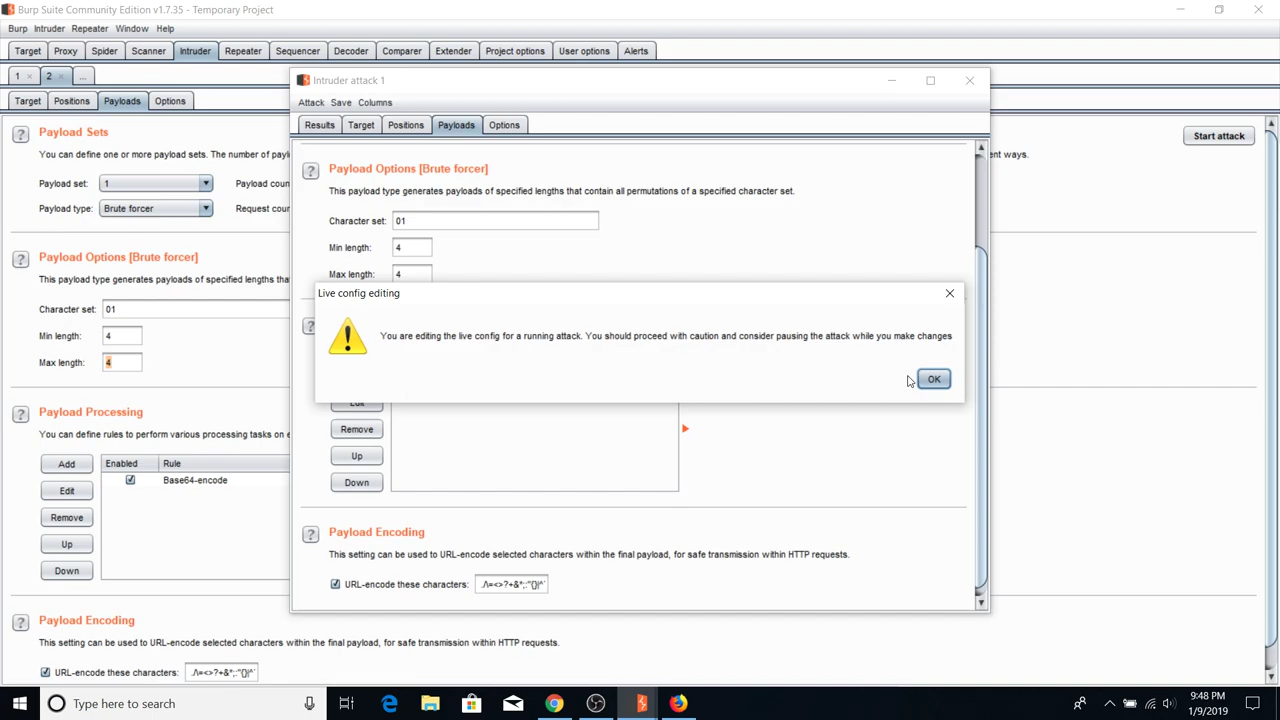 Burp Suite Community Edition v1.7.35 - Temporary Project
Burp Intruder Repeater Window Help
Target Proxy Spider Scanner Intruder Repeater Sequencer Decoder Comparer Extender Project options User options Alerts
1 × 2 × ...
Target Positions Payloads Options
? Payload Sets
You can define one or more payload sets. The number of payl
ent ways.
Start attack
Payload set: 1 Payload coun
Payload type: Brute forcer Request coun
? Payload Options [Brute forcer]
This payload type generates payloads of specified lengths tha
Character set: 01
Min length: 4
Max length: 4
? Payload Processing
You can define rules to perform various processing tasks on e
Add Enabled Rule
Base64-encode
Edit
Remove
Up
Down
? Payload Encoding
This setting can be used to URL-encode selected characters within the final payload, for safe transmission within HTTP requests.
URL-encode these characters:
Intruder attack 1
Attack Save Columns
Results Target Positions Payloads Options
? Payload Options [Brute forcer]
This payload type generates payloads of specified lengths that contain all permutations of a specified character set.
Character set: 01
Min length: 4
Max length: 4
Live config editing
You are editing the live config for a running attack. You should proceed with caution and consider pausing the attack while you make changes
OK
?
Edit
Remove
Up
Down
? Payload Encoding
This setting can be used to URL-encode selected characters within the final payload, for safe transmission within HTTP requests.
URL-encode these characters:
Type here to search
9:48 PM
1/9/2019